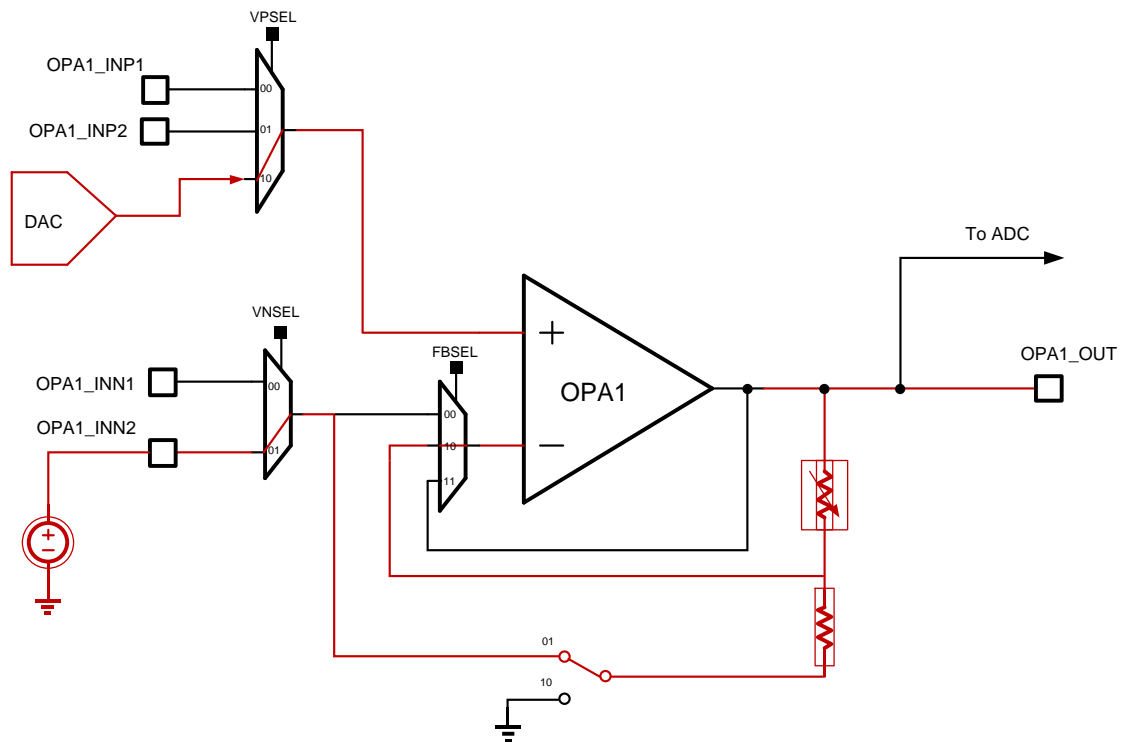 VPSEL
OPA1_INP1
00
OPA1_INP2
01
10
DAC
To ADC
VNSEL
FBSEL
OPA1_OUT
OPA1_INN1
00
OPA1
OPA1_INN2
00
01
10
11
01
10